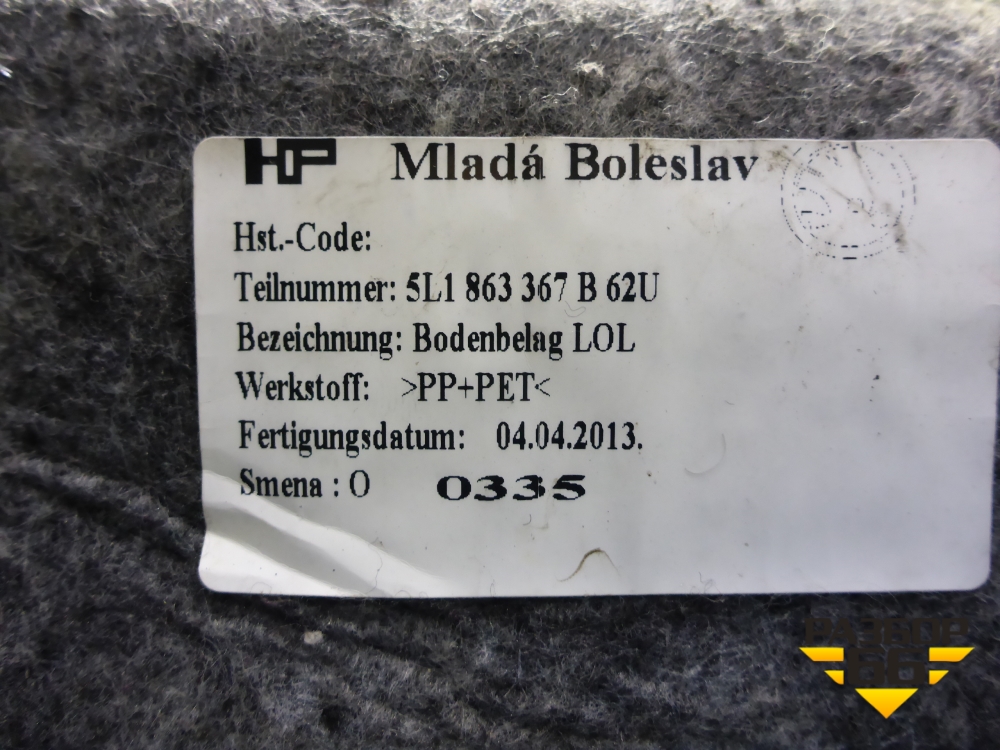 HP Mladá Boleslav
Hst.-Code:
Teilnummer: 5L1 863 367 B 62U
Bezeichnung: Bodenbelag LOL
Werkstoff: >PP+PET<
Fertigungsdatum: 04.04.2013.
Smena : O 0335